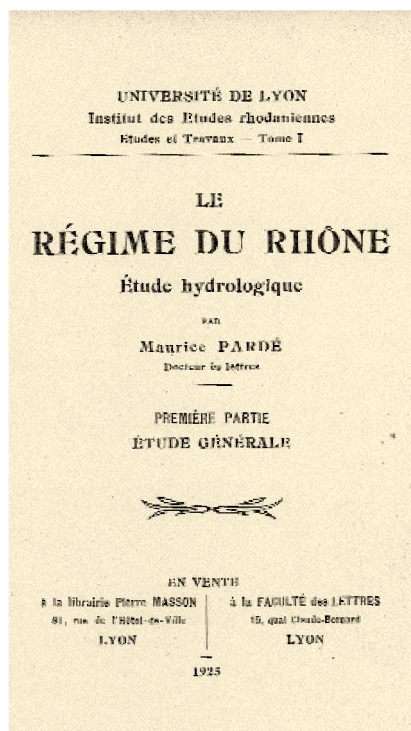 UNIVERSITÉ DE LYON
Institut des Etudes rhodaniennes
Etudes et Travaux — Tome I
LE
RÉGIME DU RHÔNE
Étude hydrologique
PAR
Maurice PARDÉ
Docteur ès lettres
PREMIÈRE PARTIE
ÉTUDE GÉNÉRALE
EN VENTE
à la librairie Pierre MASSON
81, rue de l'Hôtel-de-Ville
LYON
à la FACULTÉ des LETTRES
15, quai Claude-Bernard
LYON
1925